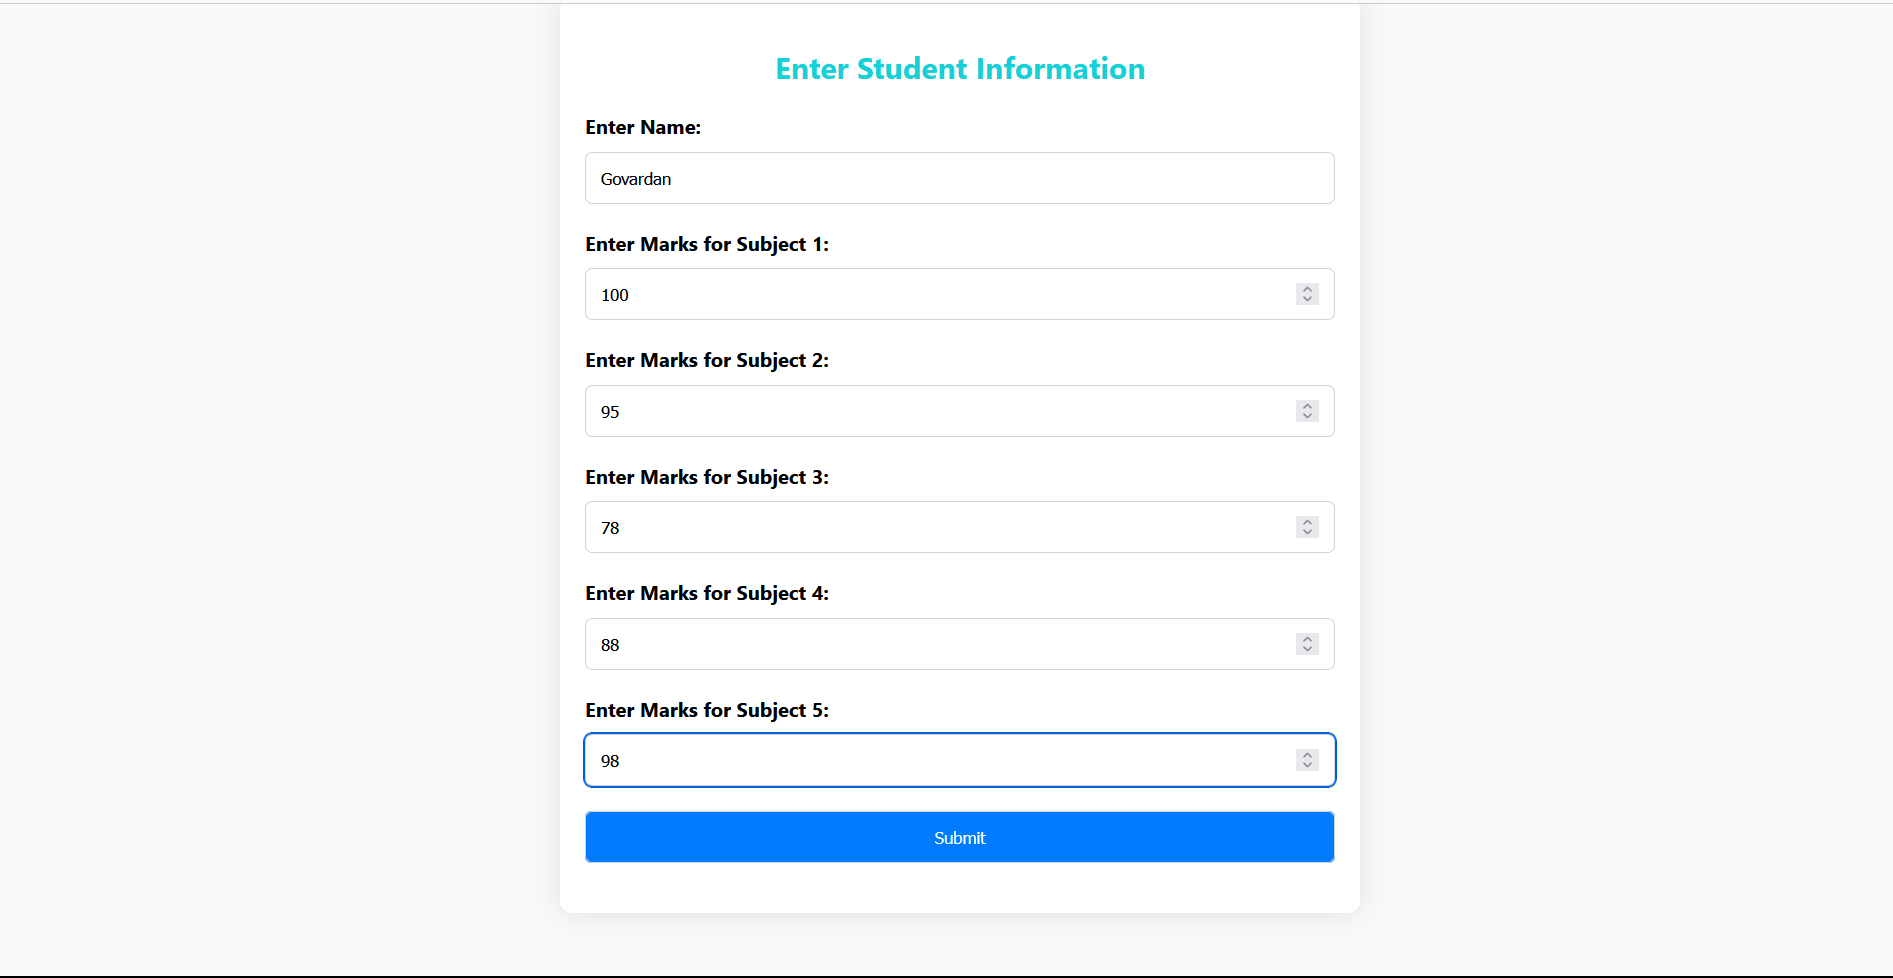 Enter Student Information
Enter Name:
Govardan
Enter Marks for Subject 1:
100
Enter Marks for Subject 2:
95
Enter Marks for Subject 3:
78
Enter Marks for Subject 4:
88
Enter Marks for Subject 5:
98
Submit